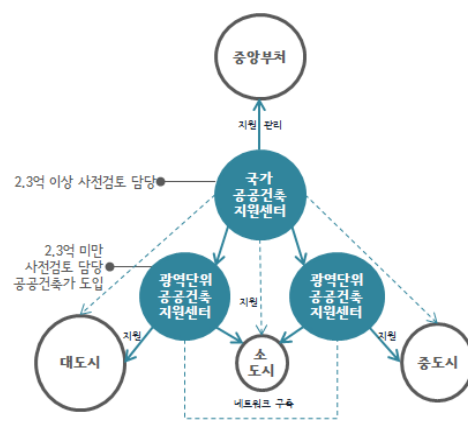 중앙부처
지원 관리
국가
공공건축
지원센터
2.3억 이상 사전검토 담당
2.3억 미만
사전검토 담당
공공건축가 도입
광역단위
공공건축
지원센터
광역단위
공공건축
지원센터
지원
지원
지원
대도시
소
도시
중도시
네트워크 구축